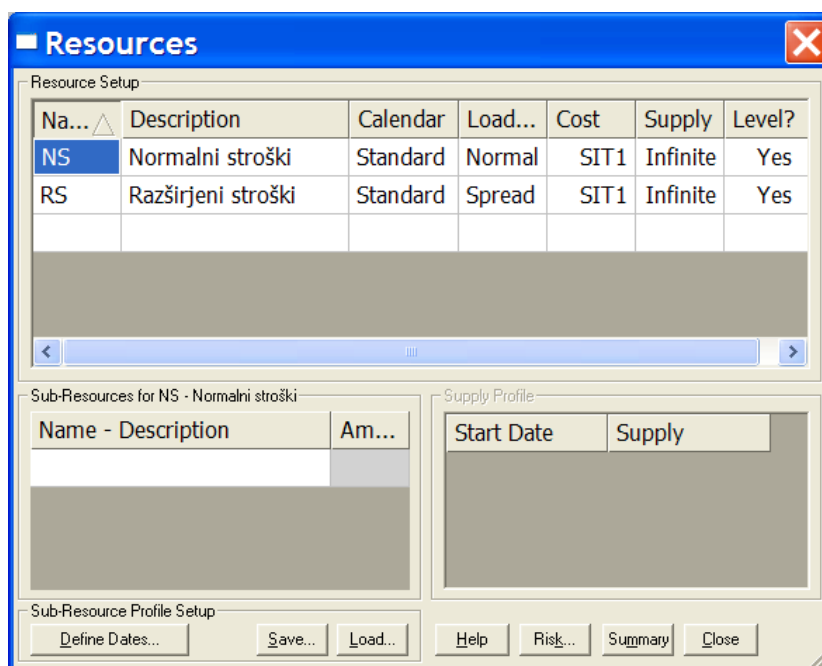 Resources
Resource Setup
Na... Description Calendar Load... Cost Supply Level?
NS Normalni stroški Standard Normal SIT1 Infinite Yes
RS Razširjeni stroški Standard Spread SIT1 Infinite Yes
Sub-Resources for NS - Normalni stroški
Name - Description Am...
Supply Profile
Start Date Supply
Sub-Resource Profile Setup
Define Dates... Save... Load... Help Risk... Summary Close